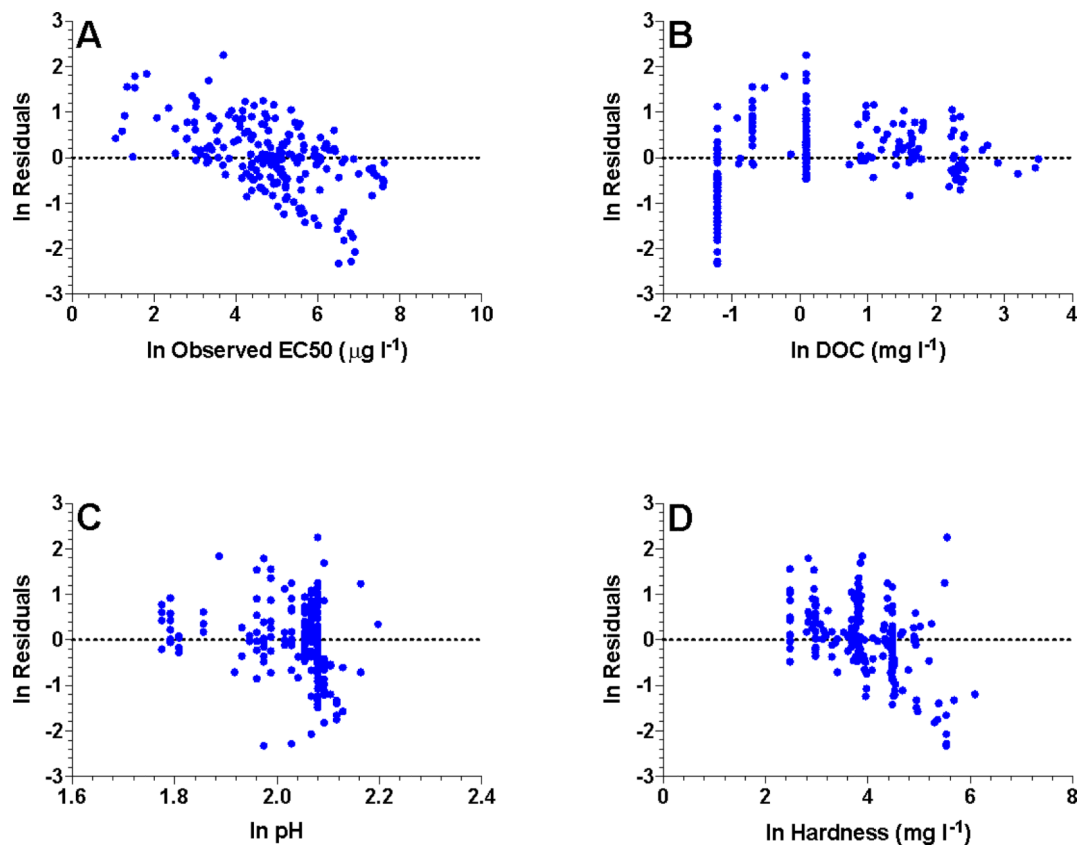 A
3
2
1
0
-1
-2
-3
ln Residuals
0 2 4 6 8 10
ln Observed EC50 (μg l⁻¹)
B
3
2
1
0
-1
-2
-3
ln Residuals
-2 -1 0 1 2 3 4
ln DOC (mg l⁻¹)
C
3
2
1
0
-1
-2
-3
ln Residuals
1.6 1.8 2.0 2.2 2.4
ln pH
D
3
2
1
0
-1
-2
-3
ln Residuals
0 2 4 6 8
ln Hardness (mg l⁻¹)